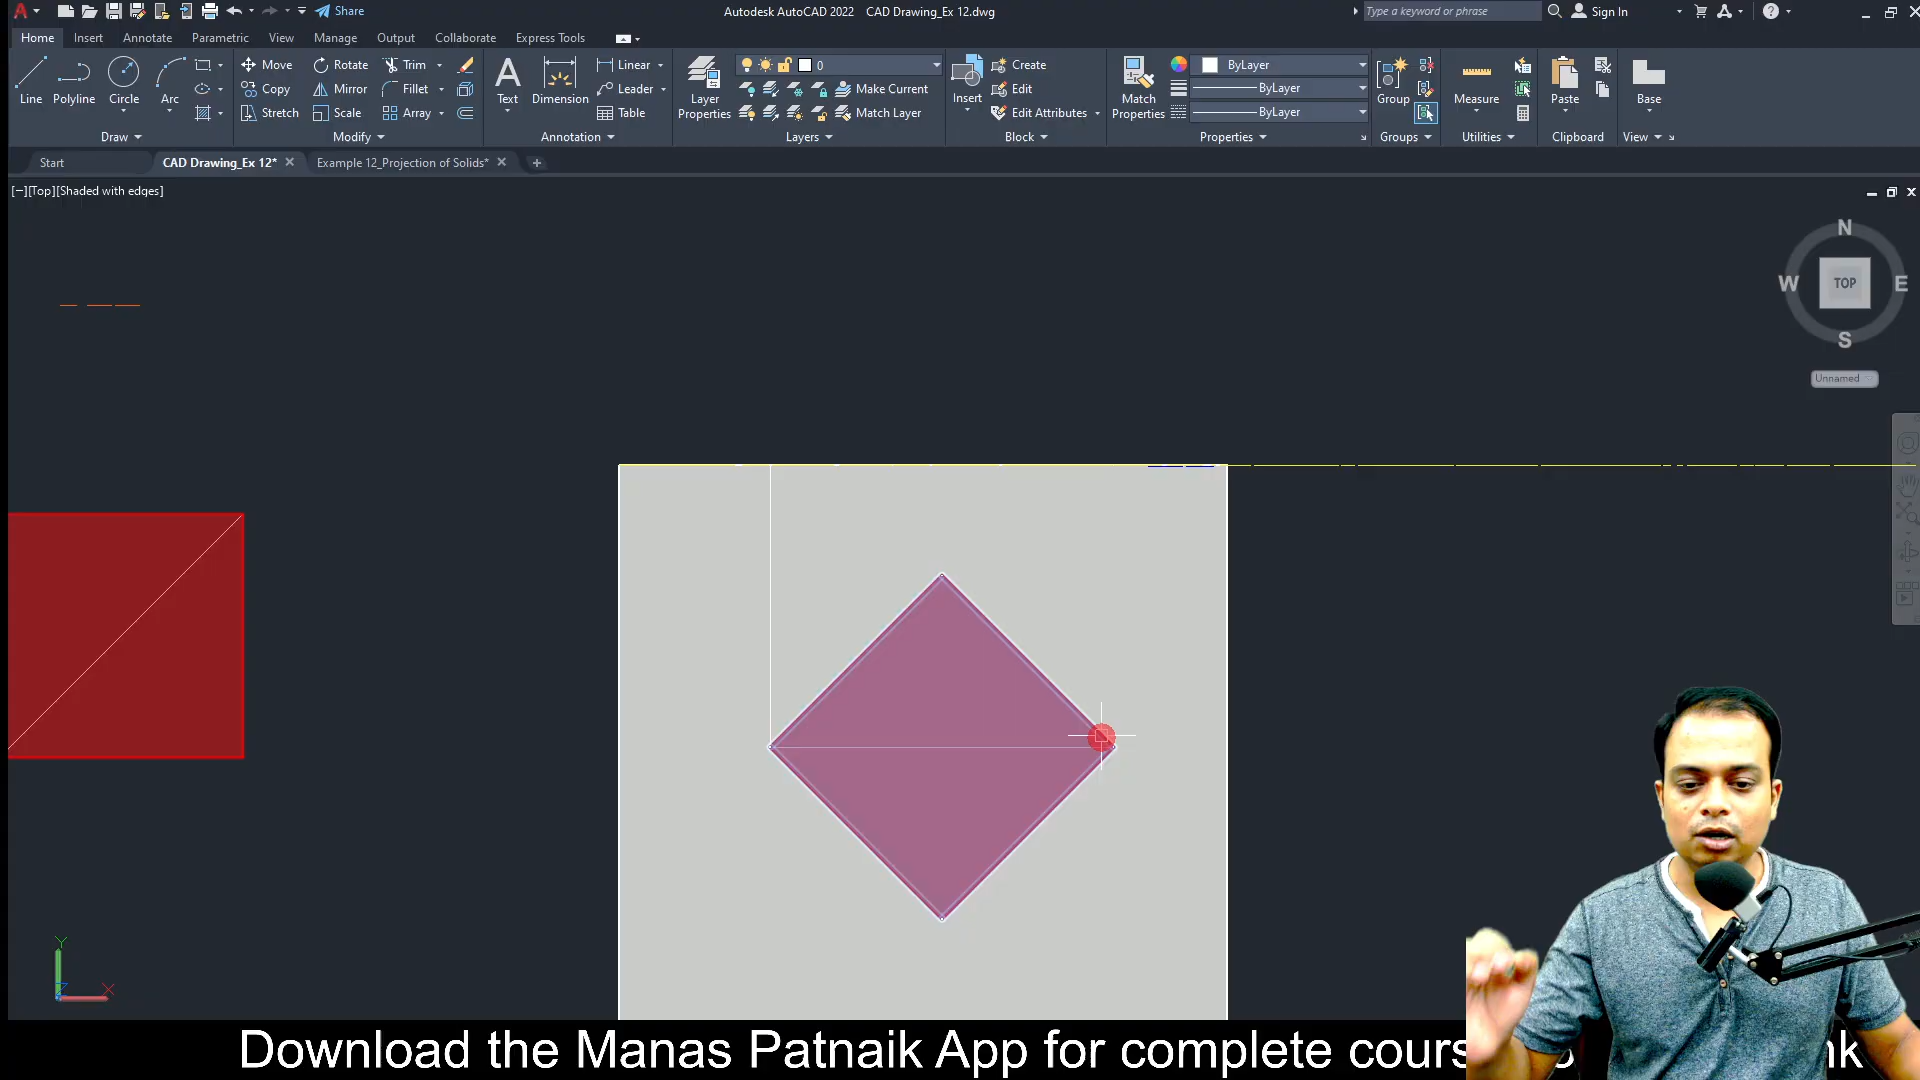 Share
Autodesk AutoCAD 2022 CAD Drawing_Ex 12.dwg
Type a keyword or phrase
Sign In
Home Insert Annotate Parametric View Manage Output Collaborate Express Tools
Line Polyline Circle Arc
Draw
Move Rotate Trim
Copy Mirror Fillet
Stretch Scale Array
Modify
Text Dimension
Linear
Leader
Table
Annotation
Layer Properties
0
Make Current
Match Layer
Layers
Insert
Create
Edit
Edit Attributes
Block
Match Properties
ByLayer
ByLayer
ByLayer
Properties
Group
Groups
Measure
Utilities
Paste
Clipboard
Base
View
Start CAD Drawing_Ex 12* Example 12_Projection of Solids*
[−][Top][Shaded with edges]
N
W TOP E
S
Unnamed
Y
X
Download the Manas Patnaik App for complete cours